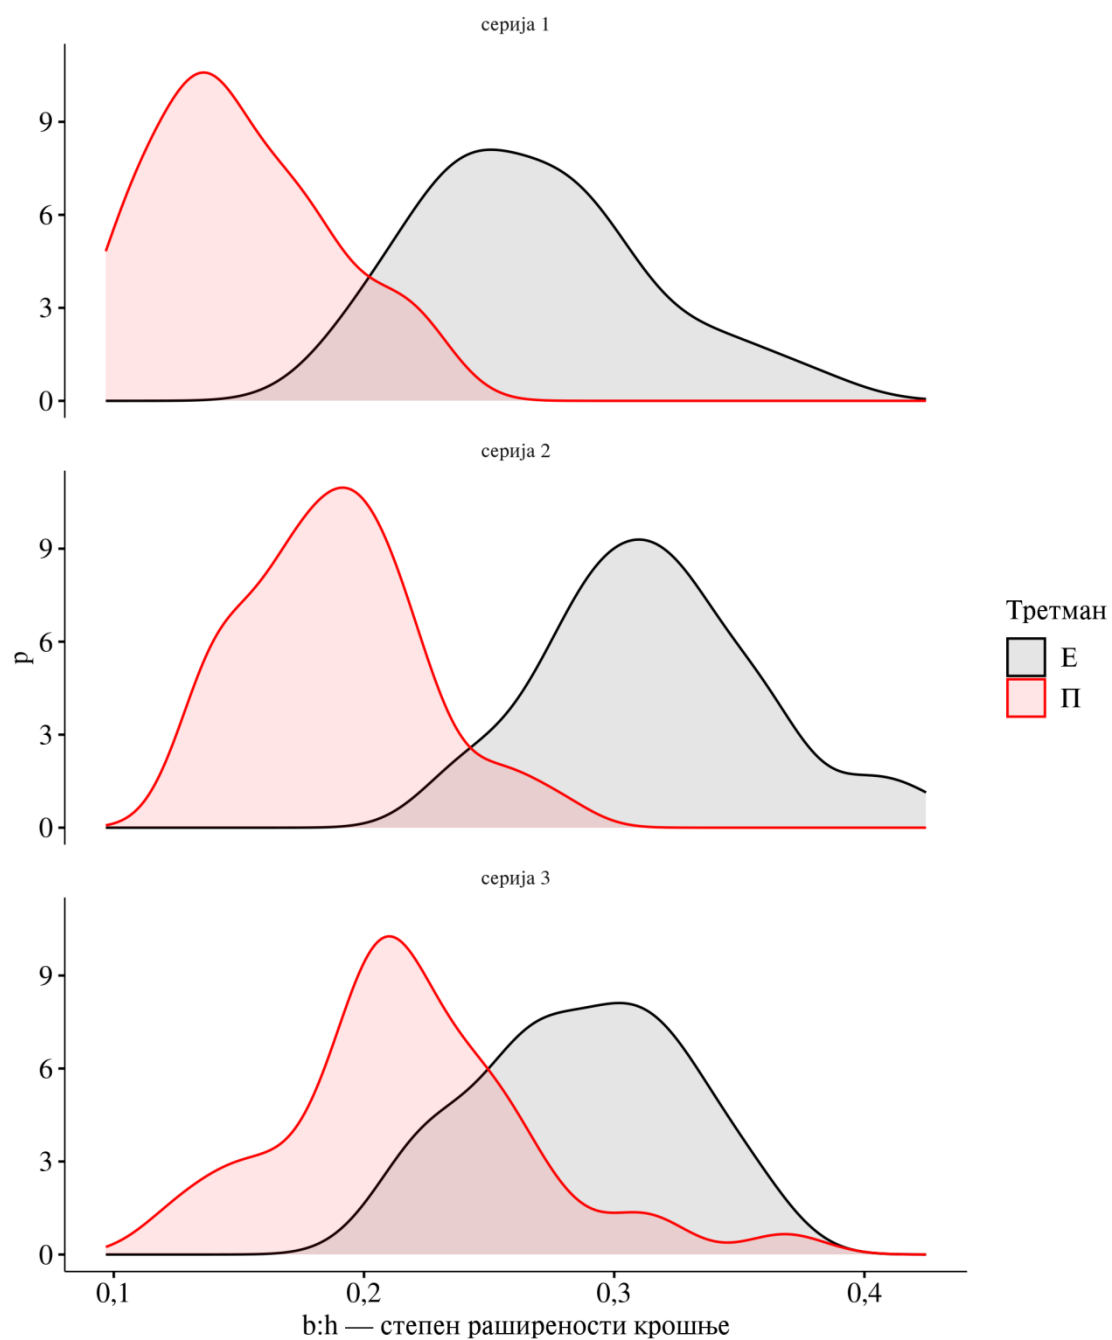 серија 1
9
6
3
0
серија 2
9
6
3
0
p
серија 3
9
6
3
0
0,1 0,2 0,3 0,4
b:h — степен раширености крошње
Третман
Е
П